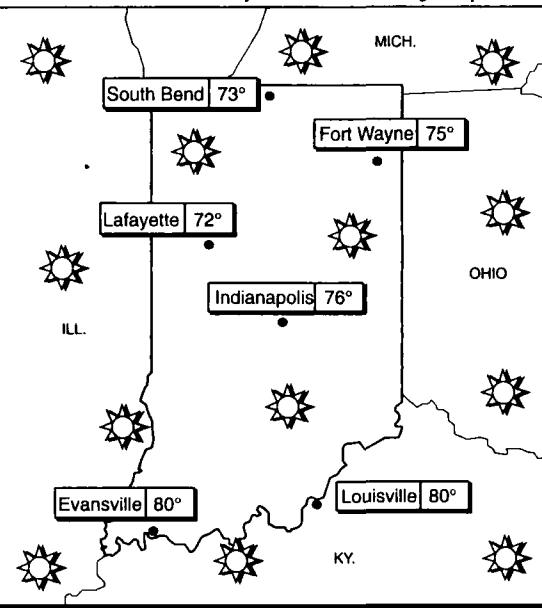 MICH.
South Bend 73°
Fort Wayne 75°
Lafayette 72°
OHIO
Indianapolis 76°
ILL.
Evansville 80°
Louisville 80°
KY.